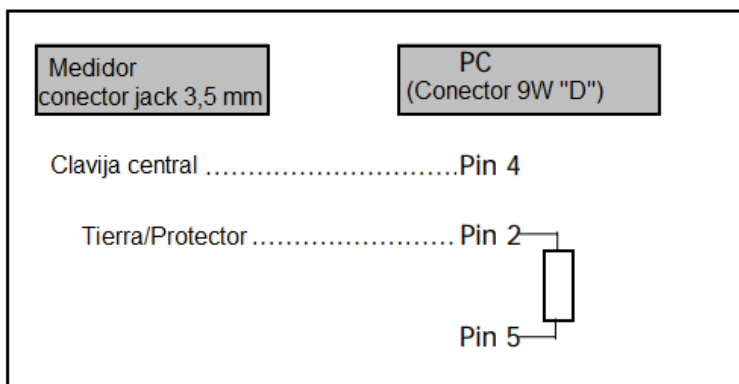 Medidor
conector jack 3,5 mm
PC
(Conector 9W "D")
Clavija central ............................ Pin 4
Tierra/Protector ........................ Pin 2
Pin 5